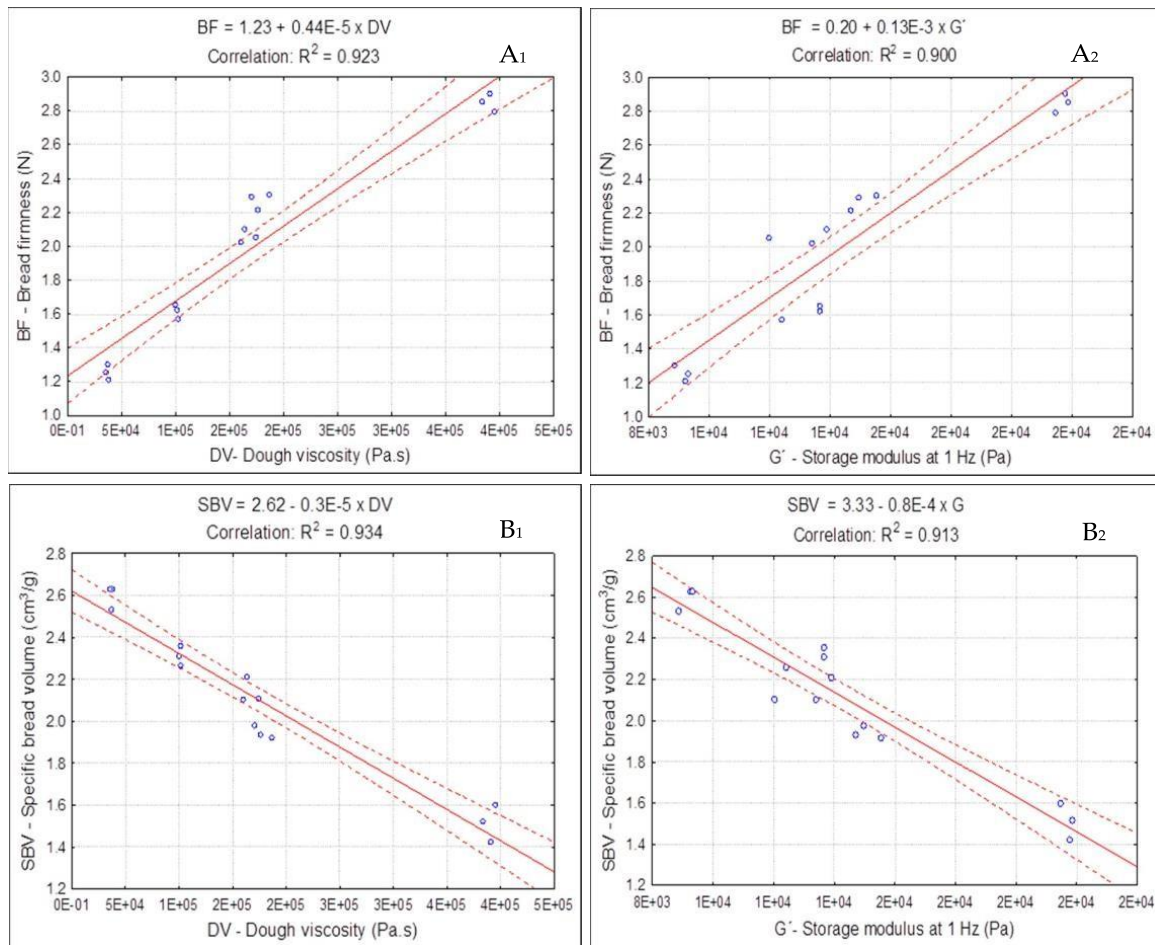 BF = 1.23 + 0.44E-5 x DV
Correlation: R² = 0.923
A1
3.0
2.8
2.6
2.4
2.2
2.0
1.8
1.6
1.4
1.2
1.0
BF - Bread firmness (N)
0E-01 5E+04 1E+05 2E+05 2E+05 3E+05 3E+05 4E+05 4E+05 5E+05
DV- Dough viscosity (Pa.s)
BF = 0.20 + 0.13E-3 x G´
Correlation: R² = 0.900
A2
3.0
2.8
2.6
2.4
2.2
2.0
1.8
1.6
1.4
1.2
1.0
BF - Bread firmness (N)
8E+03 1E+04 1E+04 1E+04 2E+04 2E+04 2E+04 2E+04 2E+04
G´ - Storage modulus at 1 Hz (Pa)
SBV = 2.62 - 0.3E-5 x DV
Correlation: R² = 0.934
B1
2.8
2.6
2.4
2.2
2.0
1.8
1.6
1.4
1.2
SBV - Specific bread volume (cm³/g)
0E-01 5E+04 1E+05 2E+05 2E+05 3E+05 3E+05 4E+05 4E+05 5E+05
DV - Dough viscosity (Pa.s)
SBV = 3.33 - 0.8E-4 x G
Correlation: R² = 0.913
B2
2.8
2.6
2.4
2.2
2.0
1.8
1.6
1.4
1.2
SBV - Specific bread volume (cm³/g)
8E+03 1E+04 1E+04 1E+04 2E+04 2E+04 2E+04 2E+04 2E+04
G´- Storage modulus at 1 Hz (Pa)